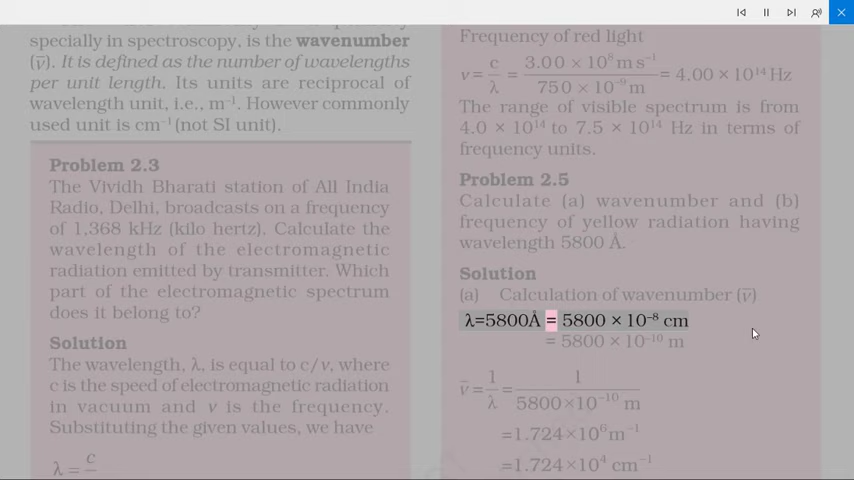 specially in spectroscopy, is the wavenumber
(ν̅). It is defined as the number of wavelengths
per unit length. Its units are reciprocal of
wavelength unit, i.e., m⁻¹. However commonly
used unit is cm⁻¹ (not SI unit).
Problem 2.3
The Vividh Bharati station of All India
Radio, Delhi, broadcasts on a frequency
of 1,368 kHz (kilo hertz). Calculate the
wavelength of the electromagnetic
radiation emitted by transmitter. Which
part of the electromagnetic spectrum
does it belong to?
Solution
The wavelength, λ, is equal to c/ν, where
c is the speed of electromagnetic radiation
in vacuum and ν is the frequency.
Substituting the given values, we have
λ = c/
Frequency of red light
ν = c/λ = 3.00 × 10⁸ m s⁻¹ / 750 × 10⁻⁹ m = 4.00 × 10¹⁴ Hz
The range of visible spectrum is from
4.0 × 10¹⁴ to 7.5 × 10¹⁴ Hz in terms of
frequency units.
Problem 2.5
Calculate (a) wavenumber and (b)
frequency of yellow radiation having
wavelength 5800 Å.
Solution
(a) Calculation of wavenumber (ν̅)
λ=5800Å = 5800 × 10⁻⁸ cm
= 5800 × 10⁻¹⁰ m
ν̅ = 1/λ = 1/5800×10⁻¹⁰ m
=1.724×10⁶ m⁻¹
=1.724×10⁴ cm⁻¹